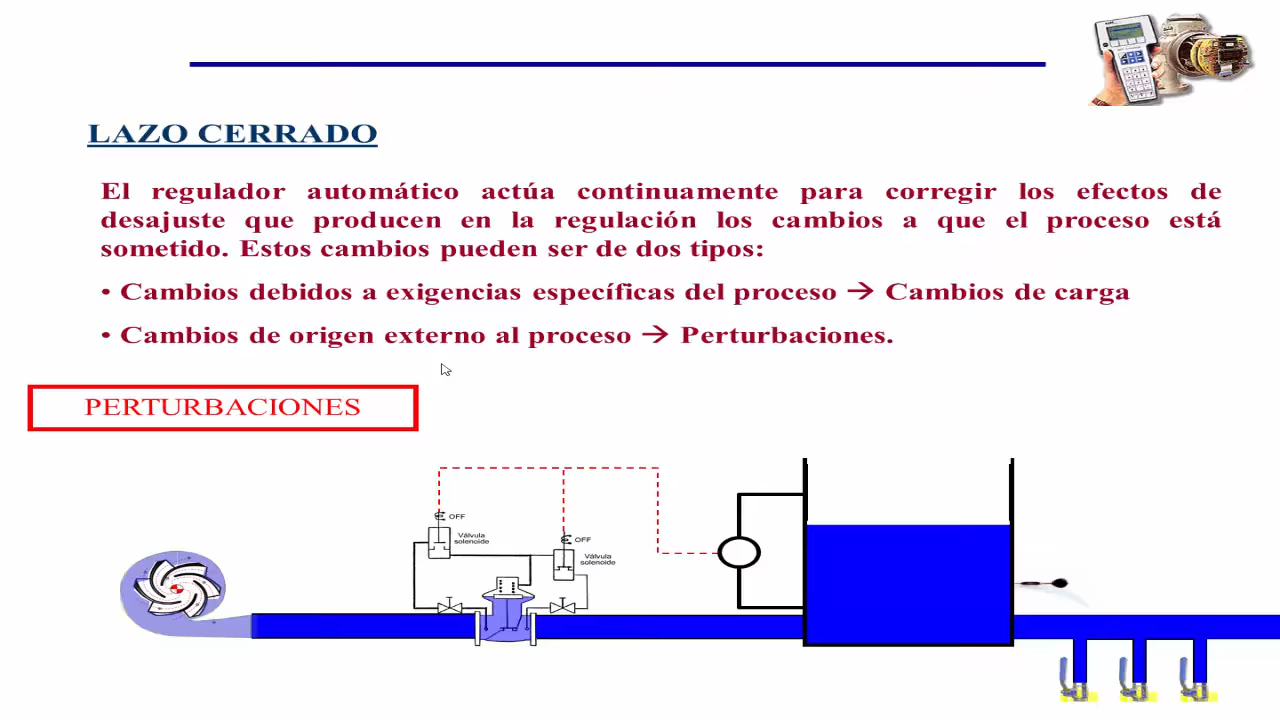 LAZO CERRADO
El regulador automático actúa continuamente para corregir los efectos de
desajuste que producen en la regulación los cambios a que el proceso está
sometido. Estos cambios pueden ser de dos tipos:
• Cambios debidos a exigencias específicas del proceso → Cambios de carga
• Cambios de origen externo al proceso → Perturbaciones.
PERTURBACIONES
OFF
Válvula
solenoide
OFF
Válvula
solenoide